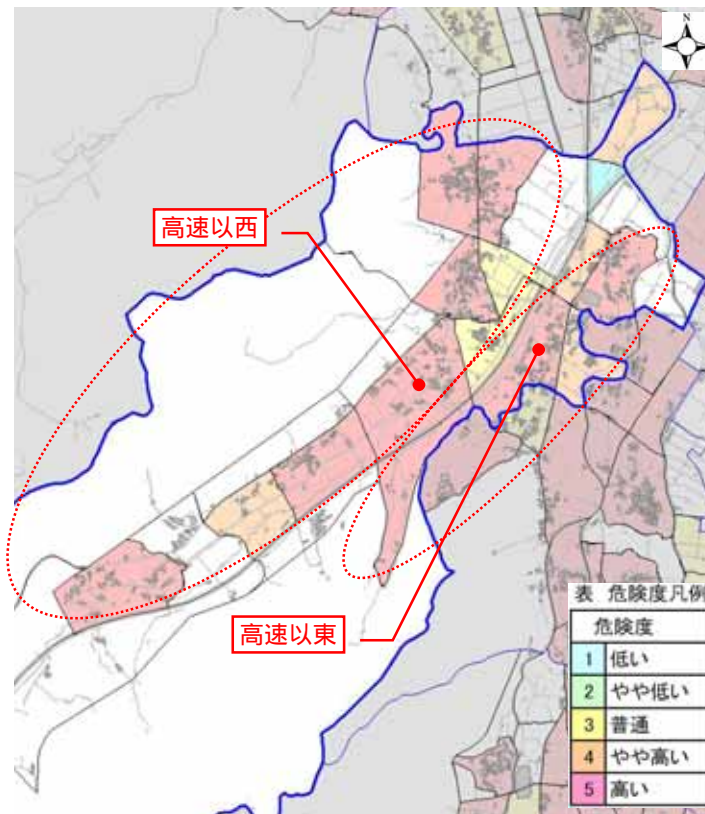 N
高速以西
高速以東
表 危険度凡例
危険度
1 低い
2 やや低い
3 普通
4 やや高い
5 高い